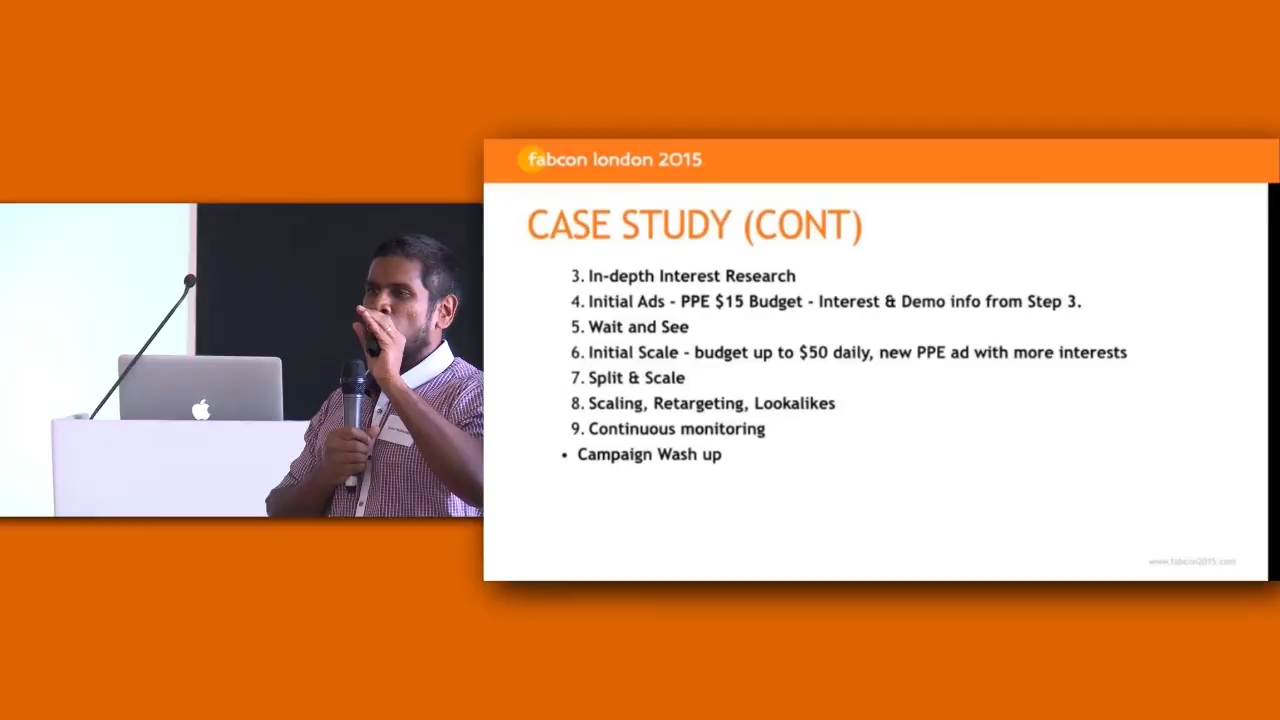 fabcon london 2015
CASE STUDY (CONT)
3. In-depth Interest Research
4. Initial Ads - PPE $15 Budget - Interest & Demo info from Step 3.
5. Wait and See
6. Initial Scale - budget up to $50 daily, new PPE ad with more interests
7. Split & Scale
8. Scaling, Retargeting, Lookalikes
9. Continuous monitoring
• Campaign Wash up
www.fabcon2015.com